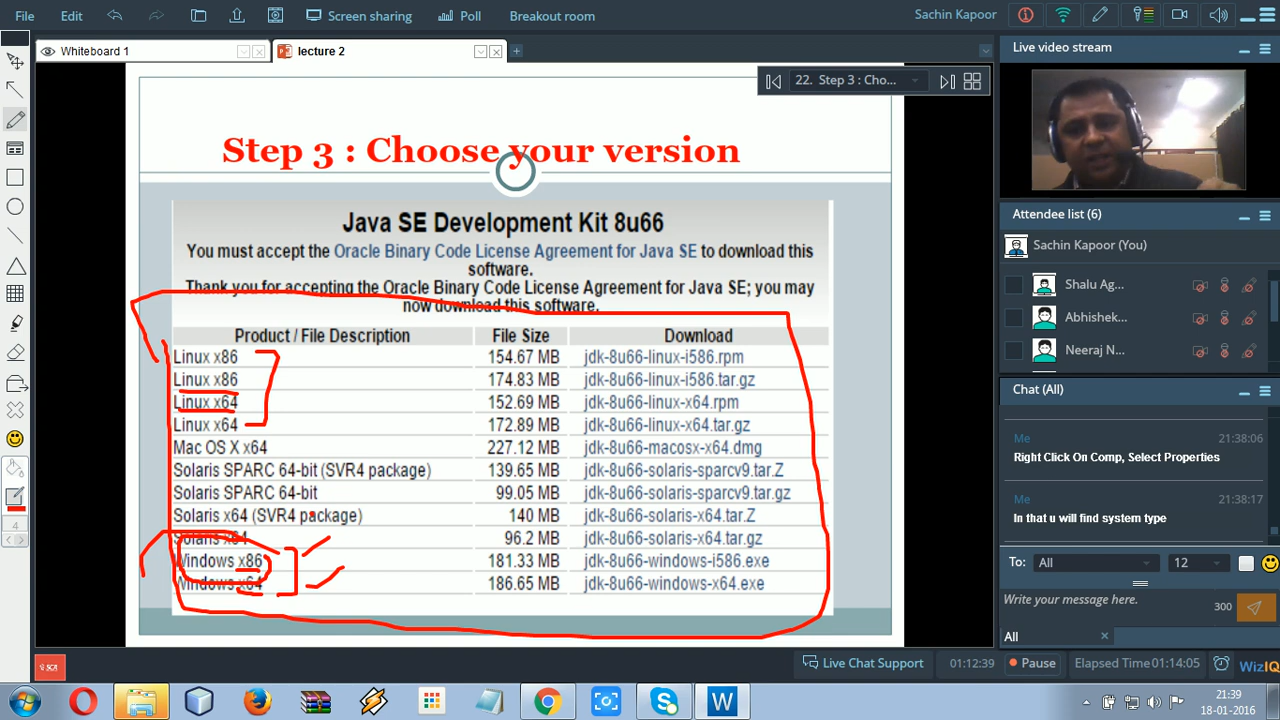 File Edit Screen sharing Poll Breakout room Sachin Kapoor
Whiteboard 1 lecture 2
Live video stream
22. Step 3 : Cho...
Step 3 : Choose your version
Java SE Development Kit 8u66
You must accept the Oracle Binary Code License Agreement for Java SE to download this
software.
Thank you for accepting the Oracle Binary Code License Agreement for Java SE; you may
now download this software.
Product / File Description File Size Download
Linux x86 154.67 MB jdk-8u66-linux-i586.rpm
Linux x86 174.83 MB jdk-8u66-linux-i586.tar.gz
Linux x64 152.69 MB jdk-8u66-linux-x64.rpm
Linux x64 172.89 MB jdk-8u66-linux-x64.tar.gz
Mac OS X x64 227.12 MB jdk-8u66-macosx-x64.dmg
Solaris SPARC 64-bit (SVR4 package) 139.65 MB jdk-8u66-solaris-sparcv9.tar.Z
Solaris SPARC 64-bit 99.05 MB jdk-8u66-solaris-sparcv9.tar.gz
Solaris x64 (SVR4 package) 140 MB jdk-8u66-solaris-x64.tar.Z
Solaris x64 96.2 MB jdk-8u66-solaris-x64.tar.gz
Windows x86 181.33 MB jdk-8u66-windows-i586.exe
Windows x64 186.65 MB jdk-8u66-windows-x64.exe
Attendee list (6)
Sachin Kapoor (You)
Shalu Ag...
Abhishek...
Neeraj N...
Chat (All)
Me 21:38:06
Right Click On Comp, Select Properties
Me 21:38:17
In that u will find system type
To: All 12
Write your message here. 300
All
4
Live Chat Support 01:12:39 Pause Elapsed Time 01:14:05 WizIQ
21:39
18-01-2016